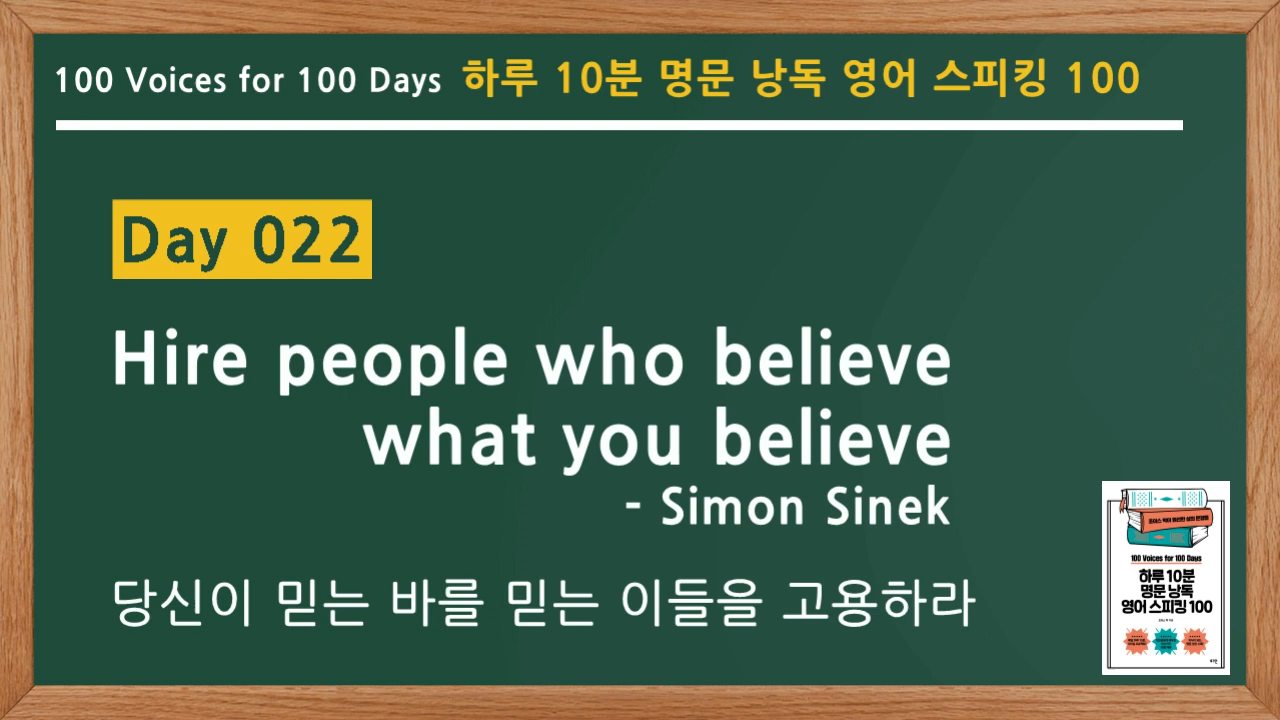 100 Voices for 100 Days 하루 10분 명문 낭독 영어 스피킹 100
Day 022
Hire people who believe
what you believe
- Simon Sinek
당신이 믿는 바를 믿는 이들을 고용하라
100 Voices for 100 Days
하루 10분
명문 낭독
영어 스피킹 100